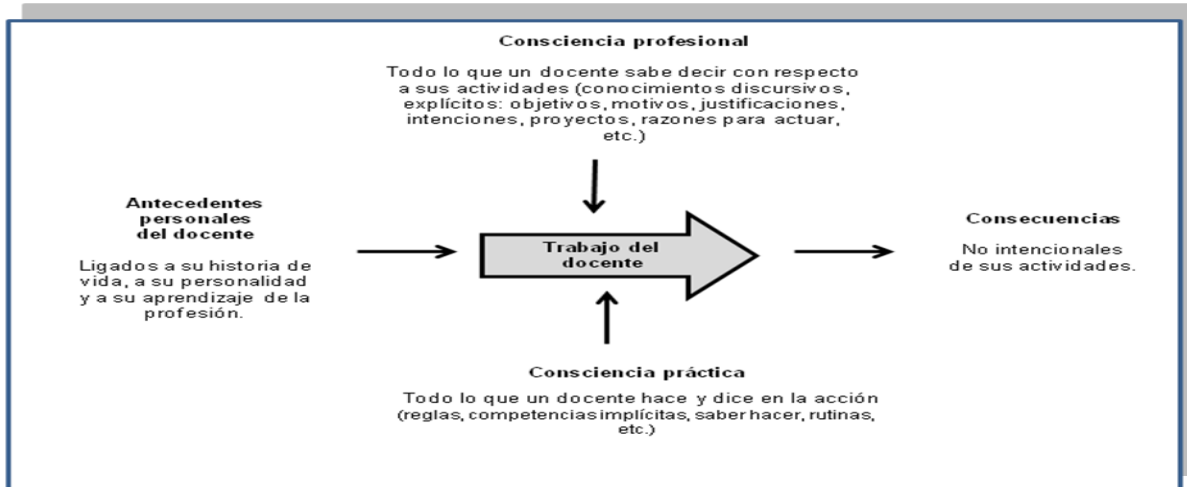 Consciencia profesional
Todo lo que un docente sabe decir con respecto
a sus actividades (conocimientos discursivos,
explícitos: objetivos, motivos, justificaciones,
intenciones, proyectos, razones para actuar,
etc.)
Antecedentes
personales
del docente
Ligados a su historia de
vida, a su personalidad
y a su aprendizaje de la
profesión.
Trabajo del
docente
Consecuencias
No intencionales
de sus actividades.
Consciencia práctica
Todo lo que un docente hace y dice en la acción
(reglas, competencias implícitas, saber hacer, rutinas,
etc.)